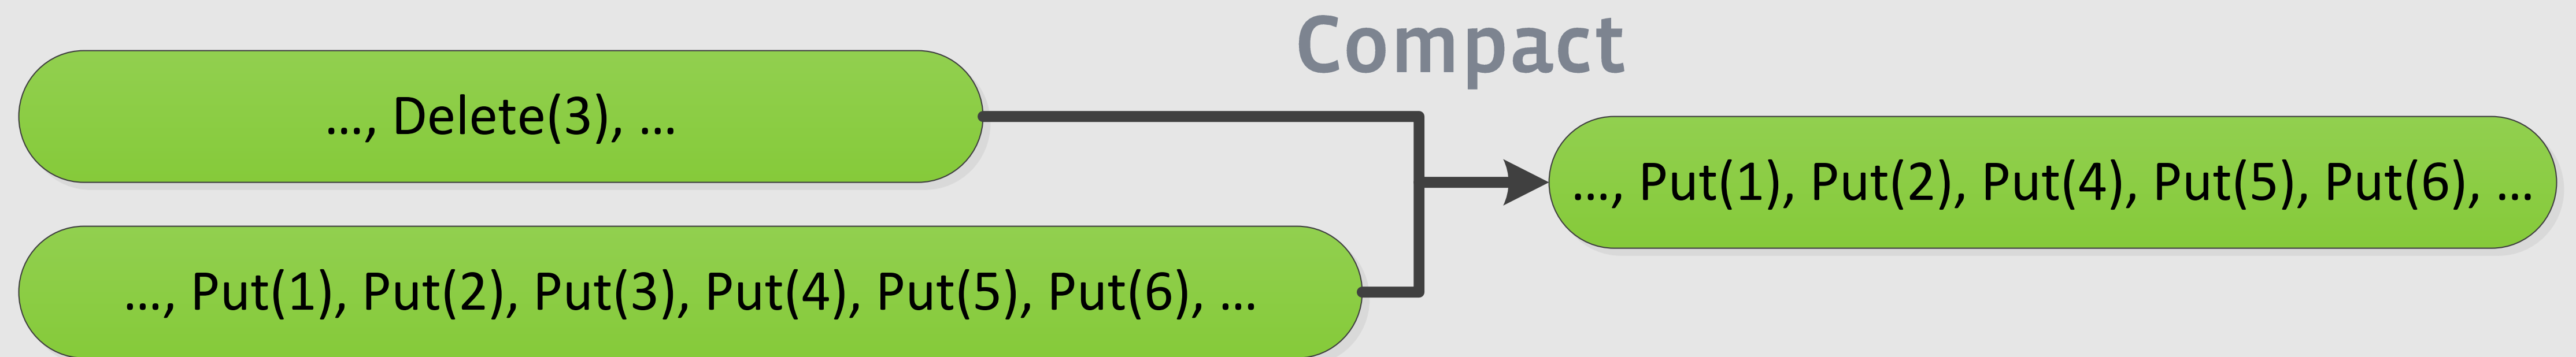 Compact
..., Delete(3), ...
..., Put(1), Put(2), Put(4), Put(5), Put(6), ...
..., Put(1), Put(2), Put(3), Put(4), Put(5), Put(6), ...